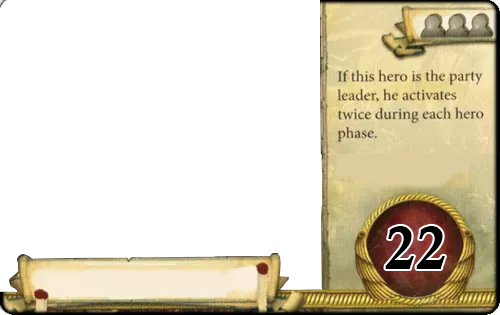 If this hero is the party
leader, he activates
twice during each hero
phase.
22